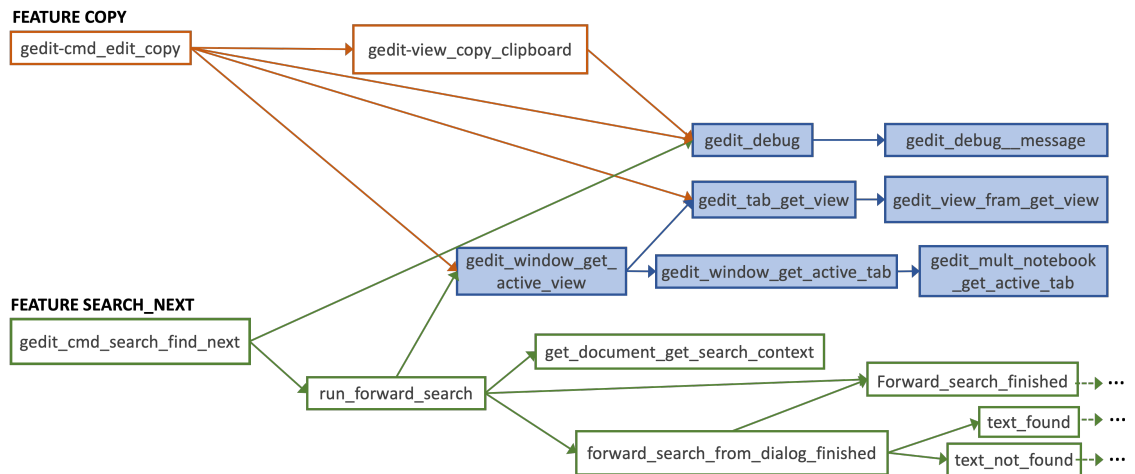 FEATURE COPY
gedit-cmd_edit_copy
gedit-view_copy_clipboard
gedit_debug
gedit_debug__message
gedit_tab_get_view
gedit_view_fram_get_view
gedit_window_get_
active_view
gedit_window_get_active_tab
gedit_mult_notebook
_get_active_tab
FEATURE SEARCH_NEXT
gedit_cmd_search_find_next
get_document_get_search_context
run_forward_search
Forward_search_finished
...
text_found
...
forward_search_from_dialog_finished
text_not_found
...